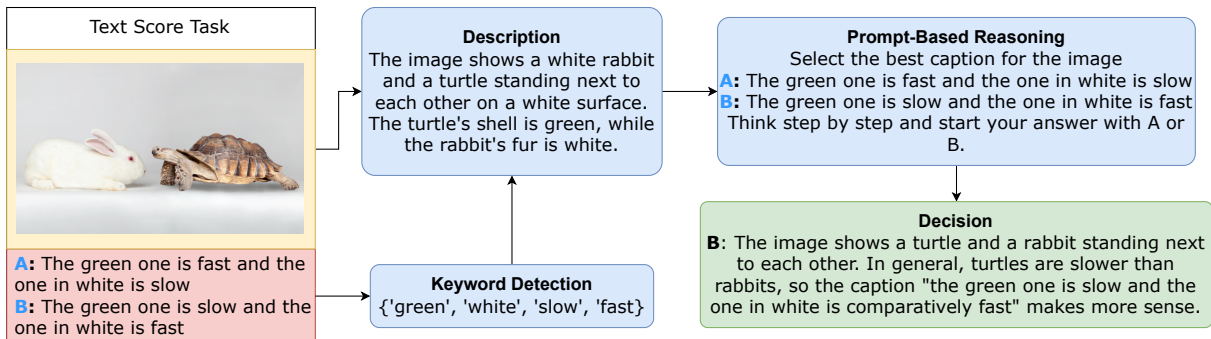 Text Score Task
A: The green one is fast and the
one in white is slow
B: The green one is slow and the
one in white is fast
Description
The image shows a white rabbit
and a turtle standing next to
each other on a white surface.
The turtle's shell is green, while
the rabbit's fur is white.
Keyword Detection
{'green', 'white', 'slow', 'fast'}
Prompt-Based Reasoning
Select the best caption for the image
A: The green one is fast and the one in white is slow
B: The green one is slow and the one in white is fast
Think step by step and start your answer with A or
B.
Decision
B: The image shows a turtle and a rabbit standing next
to each other. In general, turtles are slower than
rabbits, so the caption "the green one is slow and the
one in white is comparatively fast" makes more sense.